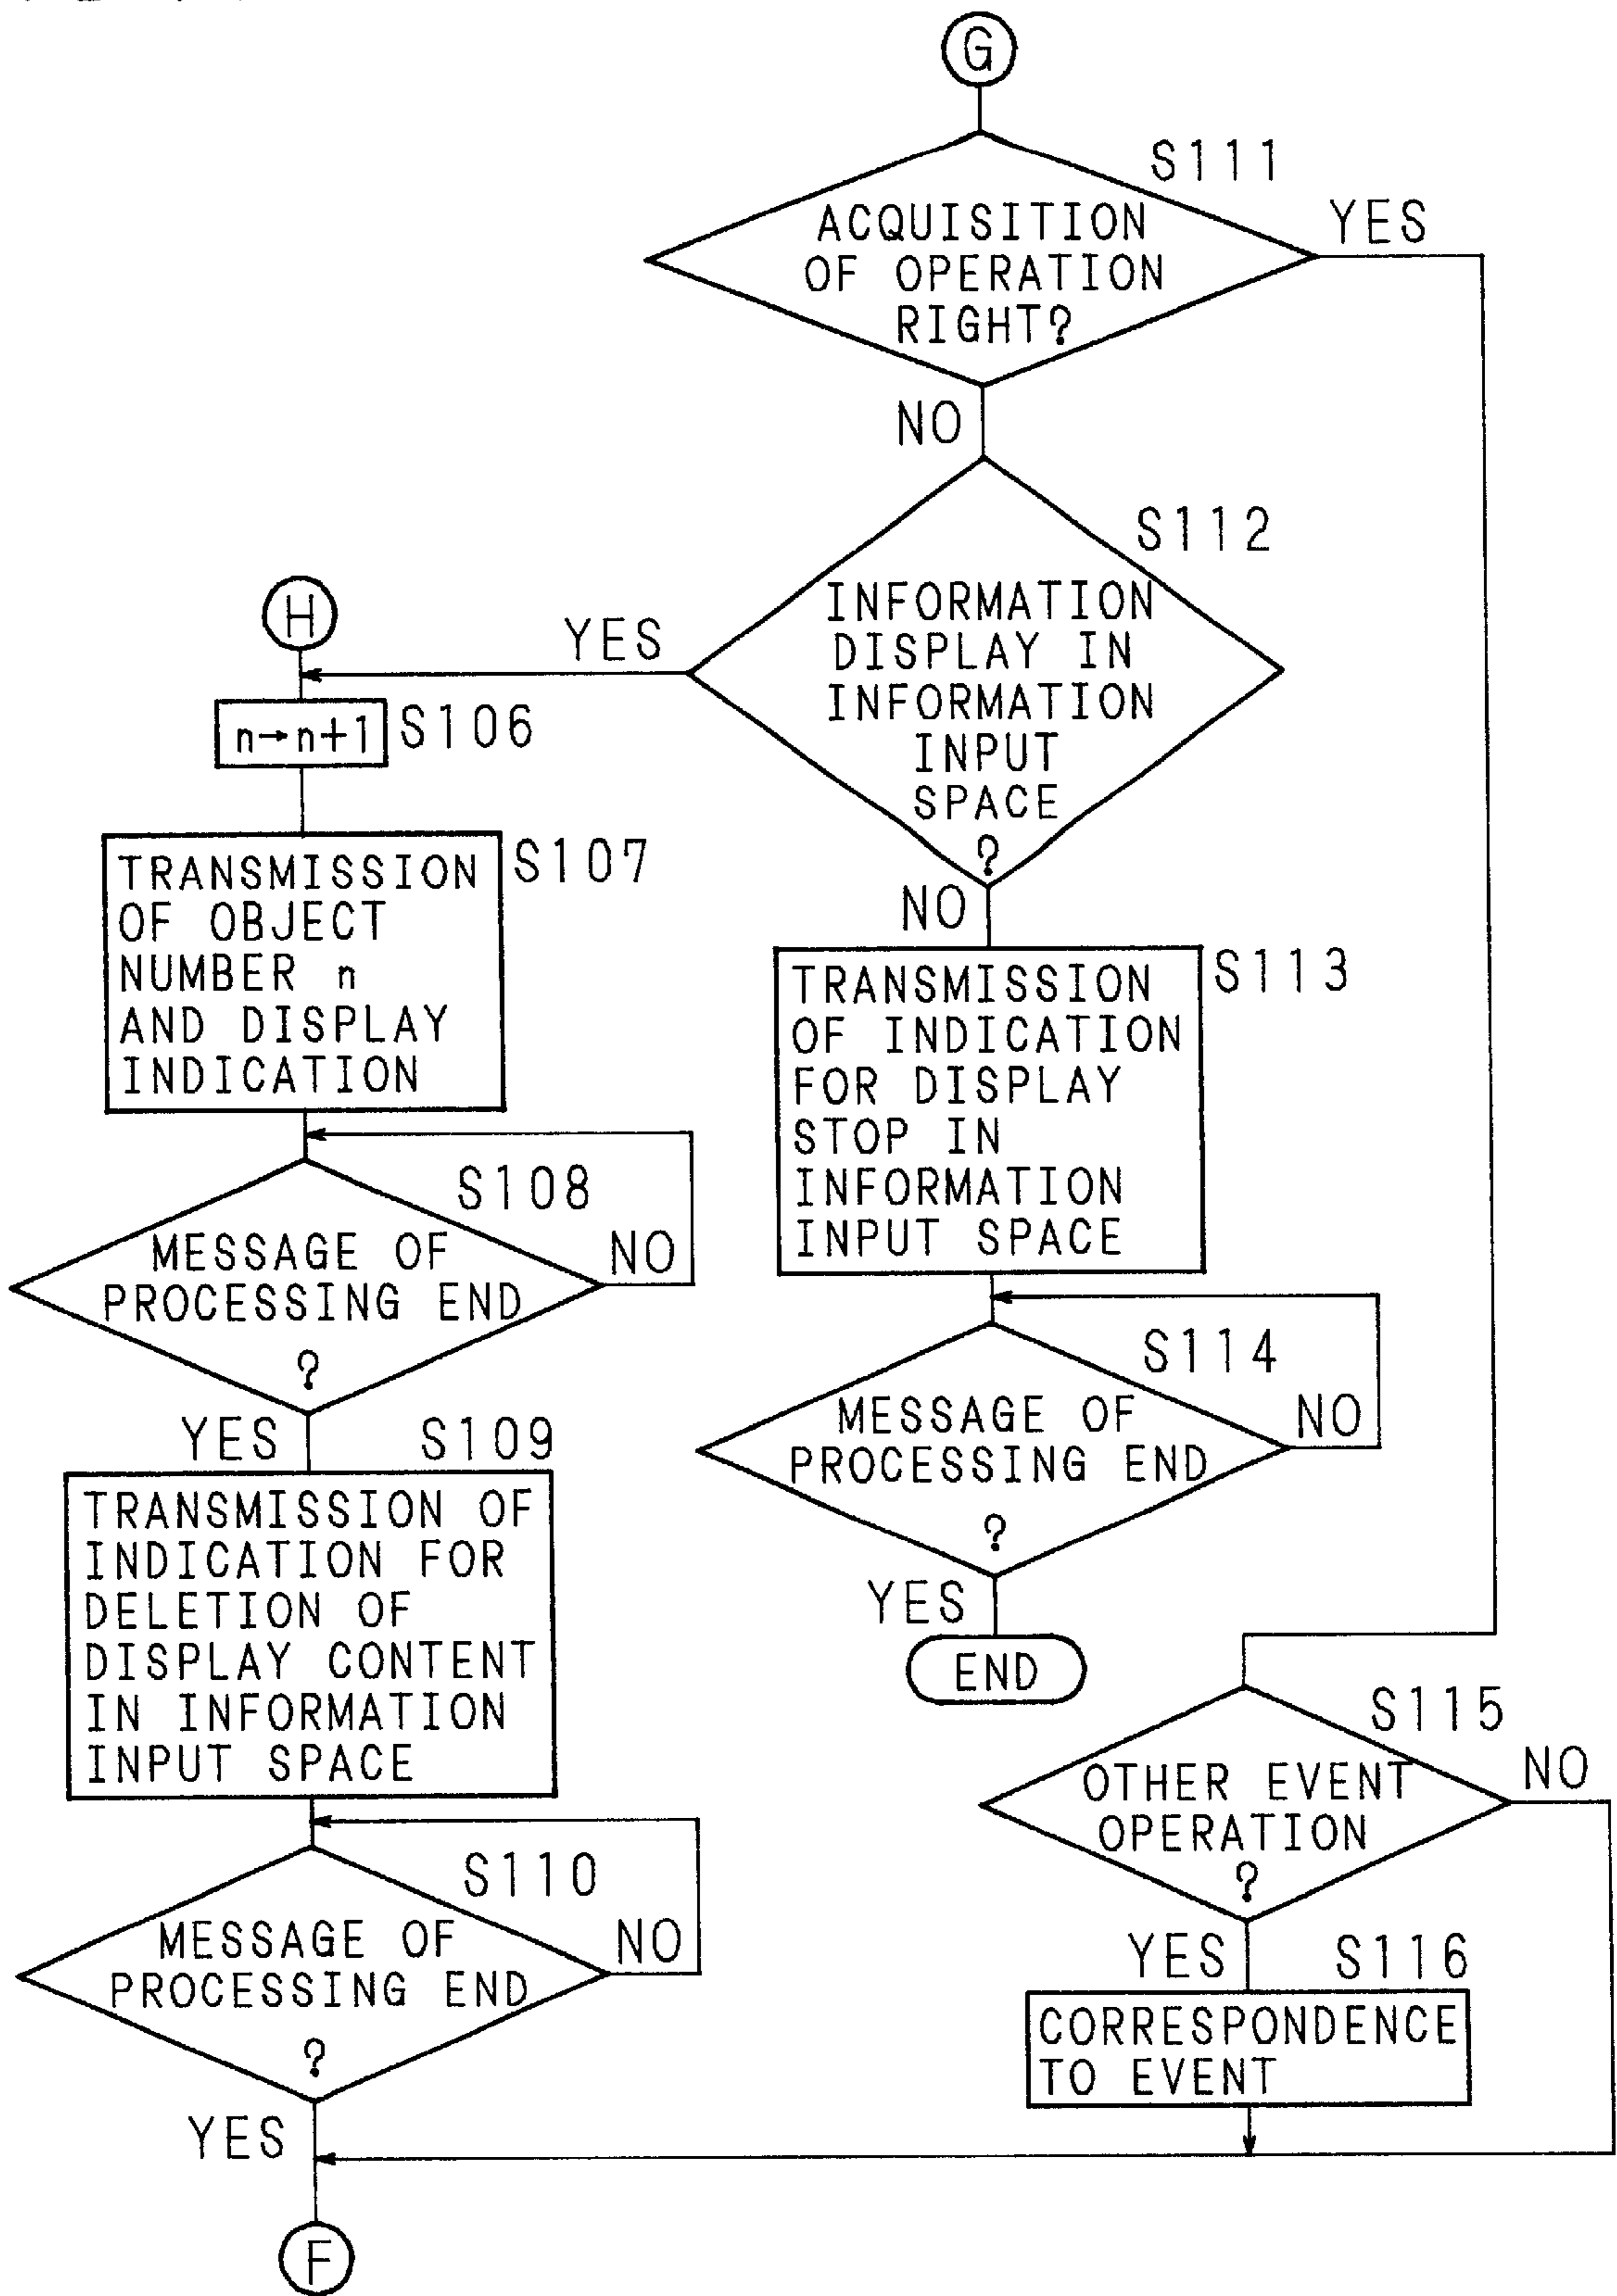 G
S111
ACQUISITION
OF OPERATION
RIGHT?
YES
NO
S112
INFORMATION
DISPLAY IN
INFORMATION
INPUT
SPACE
?
YES
NO
H
n→n+1
S106
TRANSMISSION
OF OBJECT
NUMBER n
AND DISPLAY
INDICATION
S107
S108
MESSAGE OF
PROCESSING END
?
NO
YES
S109
TRANSMISSION OF
INDICATION FOR
DELETION OF
DISPLAY CONTENT
IN INFORMATION
INPUT SPACE
S110
MESSAGE OF
PROCESSING END
?
NO
YES
F
S113
TRANSMISSION
OF INDICATION
FOR DISPLAY
STOP IN
INFORMATION
INPUT SPACE
S114
MESSAGE OF
PROCESSING END
?
NO
YES
END
S115
OTHER EVENT
OPERATION
?
NO
YES
S116
CORRESPONDENCE
TO EVENT